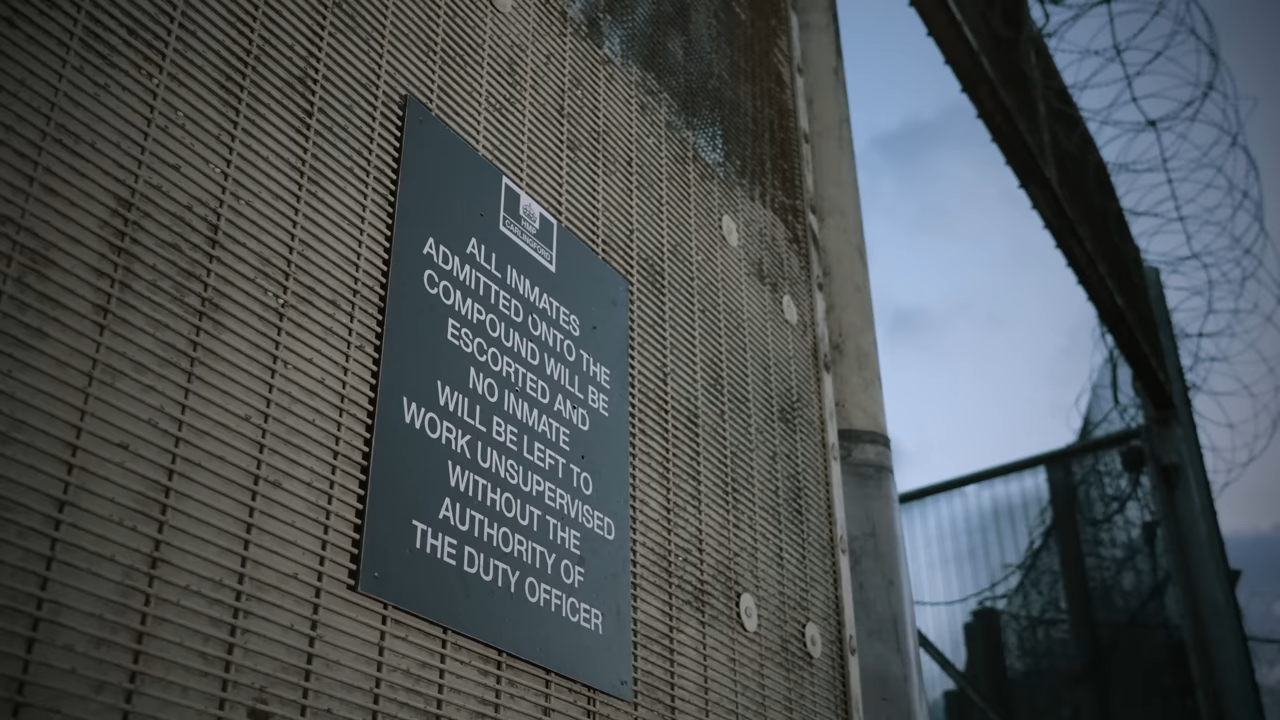 HMP
CARLINGFORD
ALL INMATES
ADMITTED ONTO THE
COMPOUND WILL BE
ESCORTED AND
NO INMATE
WILL BE LEFT TO
WORK UNSUPERVISED
WITHOUT THE
AUTHORITY OF
THE DUTY OFFICER